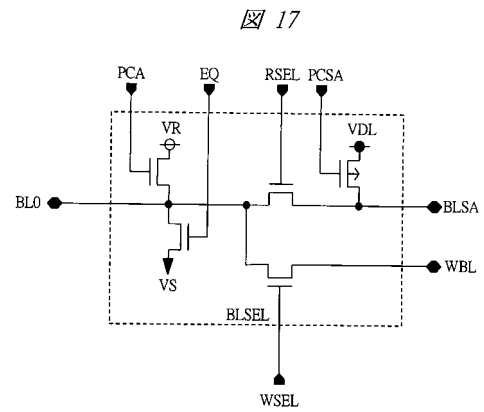 図 17
PCA
EQ
RSEL
PCSA
VR
VDL
BL0
BLSA
WBL
VS
BLSEL
WSEL